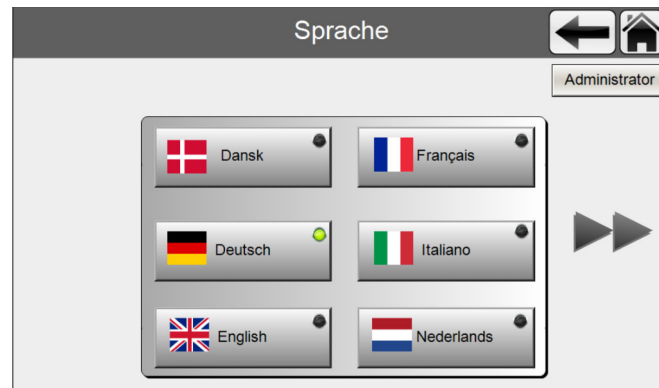 Sprache
Administrator
Dansk
Français
Deutsch
Italiano
English
Nederlands